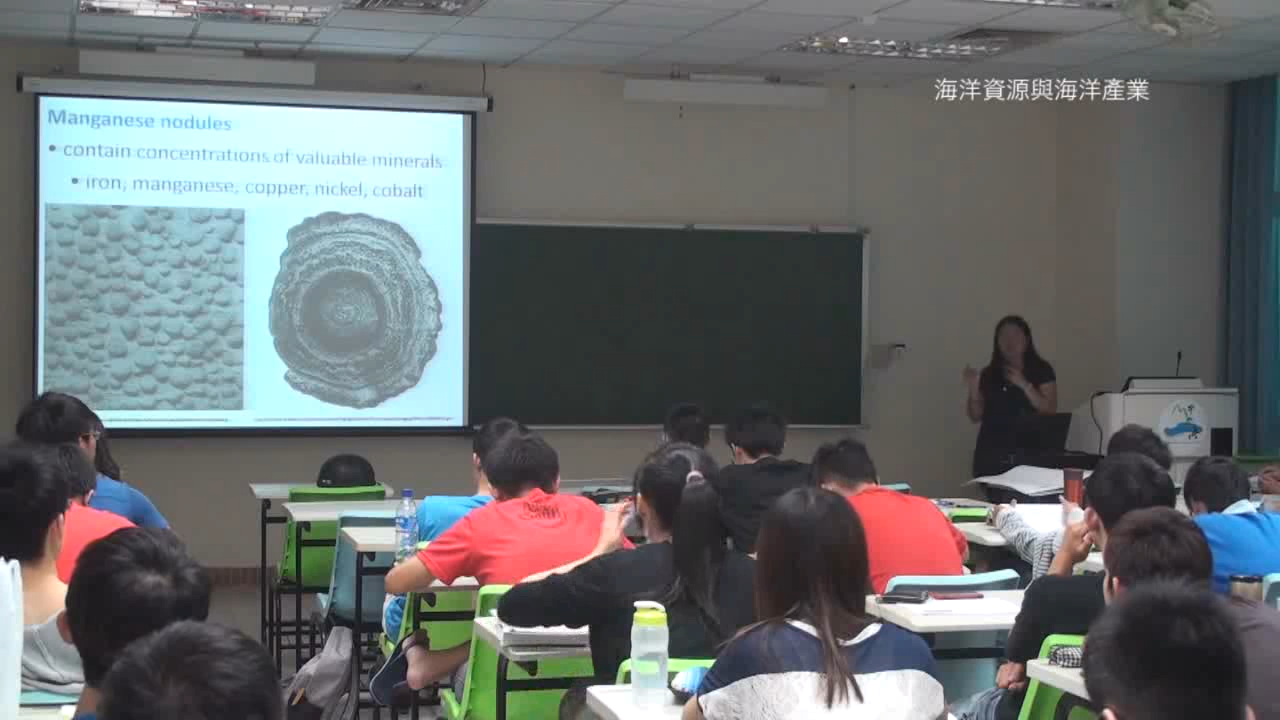 海洋資源與海洋產業
Manganese nodules
• contain concentrations of valuable minerals
• iron, manganese, copper, nickel, cobalt